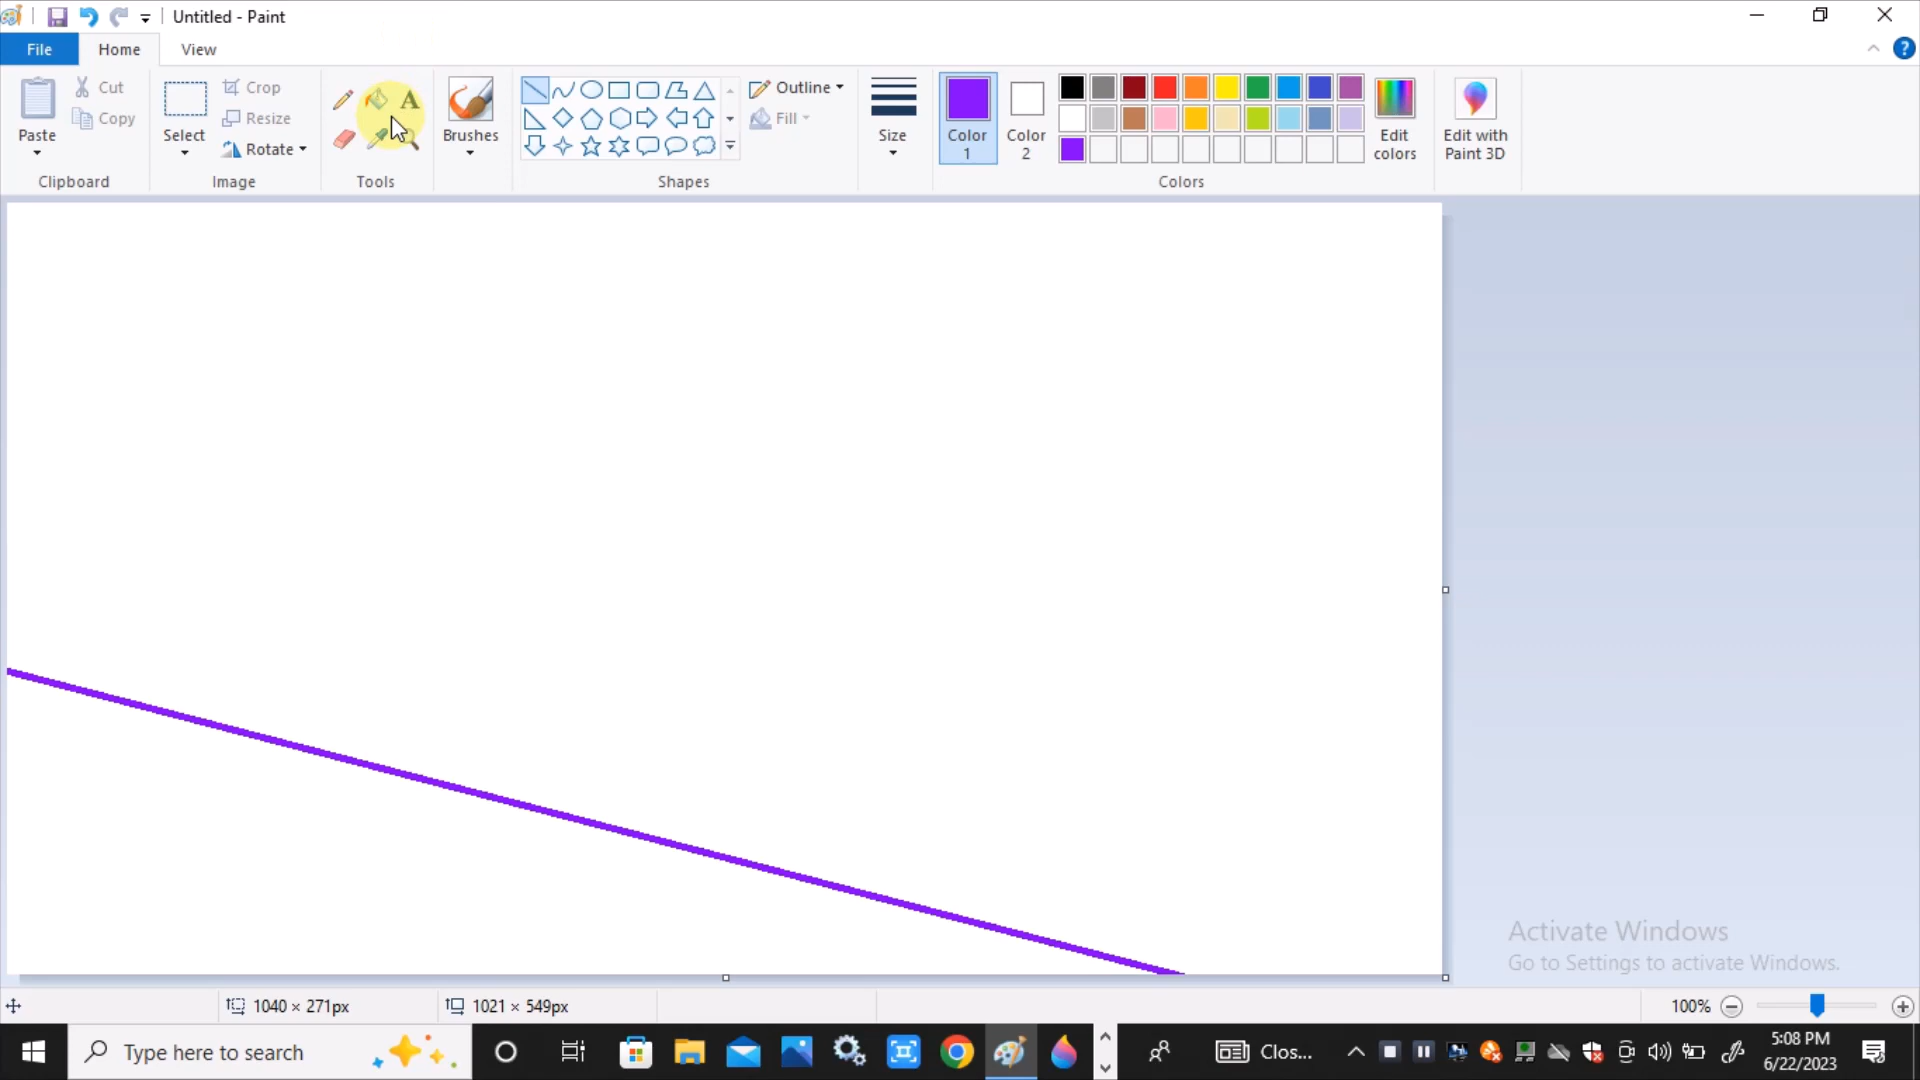 Untitled - Paint
File Home View
Paste
Cut
Copy
Clipboard
Select
Crop
Resize
Rotate
Image
A
Tools
Brushes
Shapes
Outline
Fill
Size
Color 1
Color 2
Colors
Edit colors
Edit with Paint 3D
?
Activate Windows
Go to Settings to activate Windows.
1040 × 271px
1021 × 549px
100%
Type here to search
Clos...
5:08 PM
6/22/2023